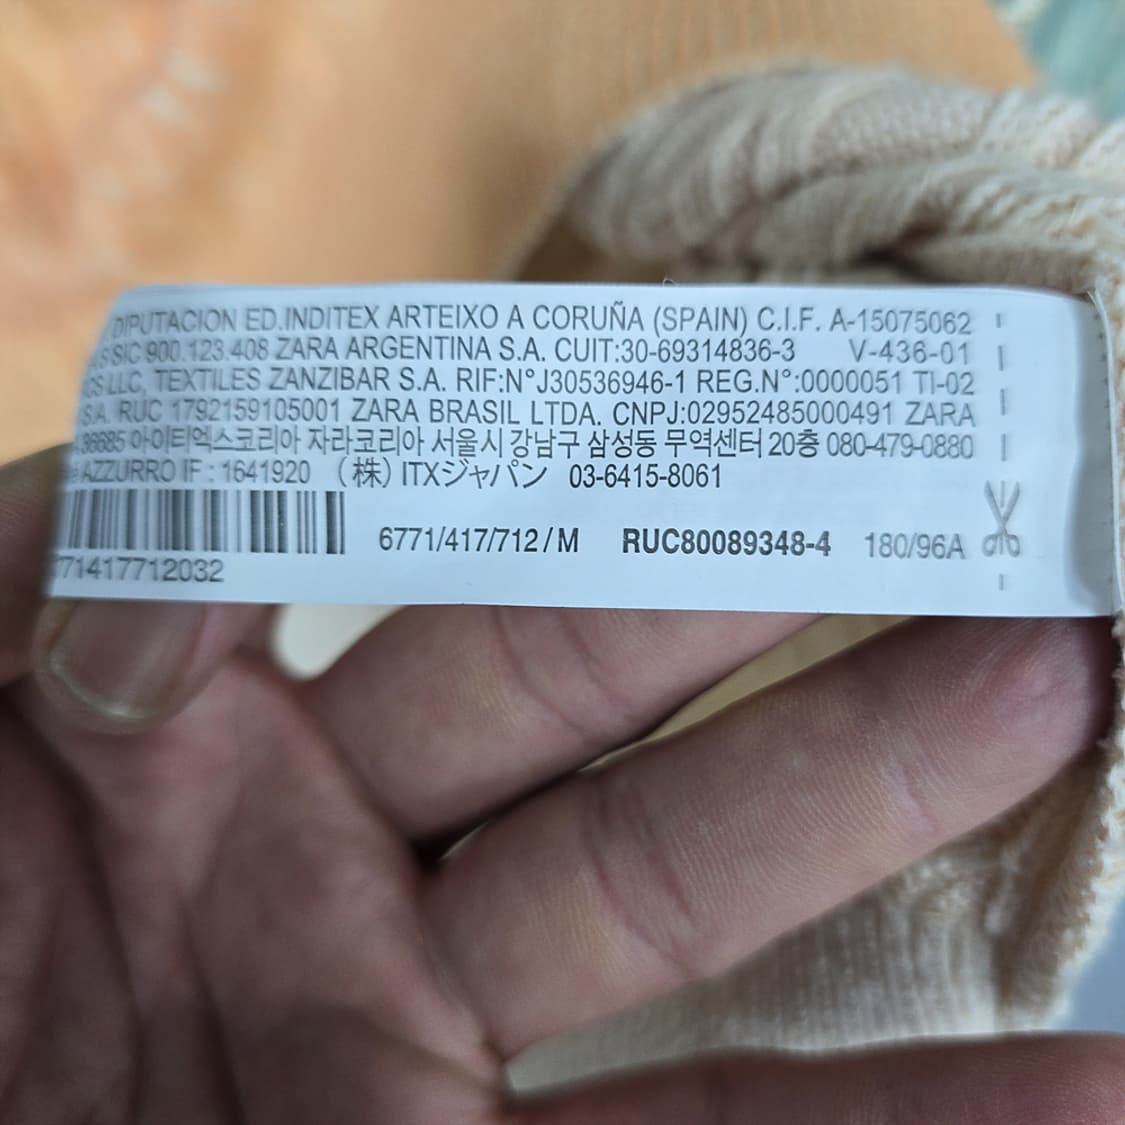 DIPUTACION ED.INDITEX ARTEIXO A CORUÑA (SPAIN) C.I.F. A-15075062
SIC 900.123.408 ZARA ARGENTINA S.A. CUIT:30-69314836-3 V-436-01
LLC, TEXTILES ZANZIBAR S.A. RIF:N°J30536946-1 REG.N°:0000051 TI-02
S.A. RUC 1792159105001 ZARA BRASIL LTDA. CNPJ:02952485000491 ZARA
36685 아이티엑스코리아 자라코리아 서울시 강남구 삼성동 무역센터 20층 080-479-0880
AZZURRO IF : 1641920 (株) ITXジャパン 03-6415-8061
6771/417/712 / M RUC80089348-4 180/96A
71417712032